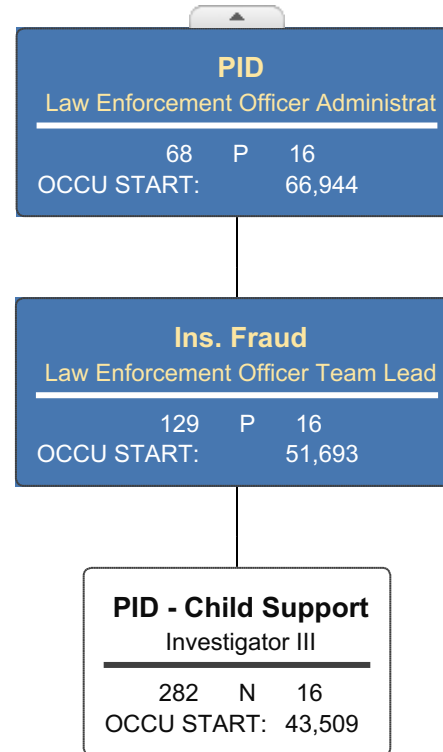 PID
Law Enforcement Officer Administrat
68 P 16
OCCU START: 66,944
Ins. Fraud
Law Enforcement Officer Team Lead
129 P 16
OCCU START: 51,693
PID - Child Support
Investigator III
282 N 16
OCCU START: 43,509